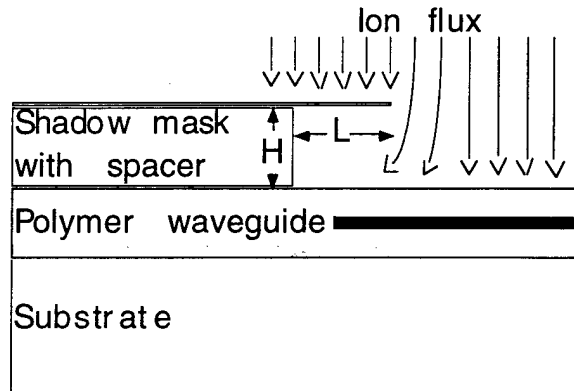 Ion flux
Shadow mask
with spacer
H
L
Polymer waveguide
Substrate